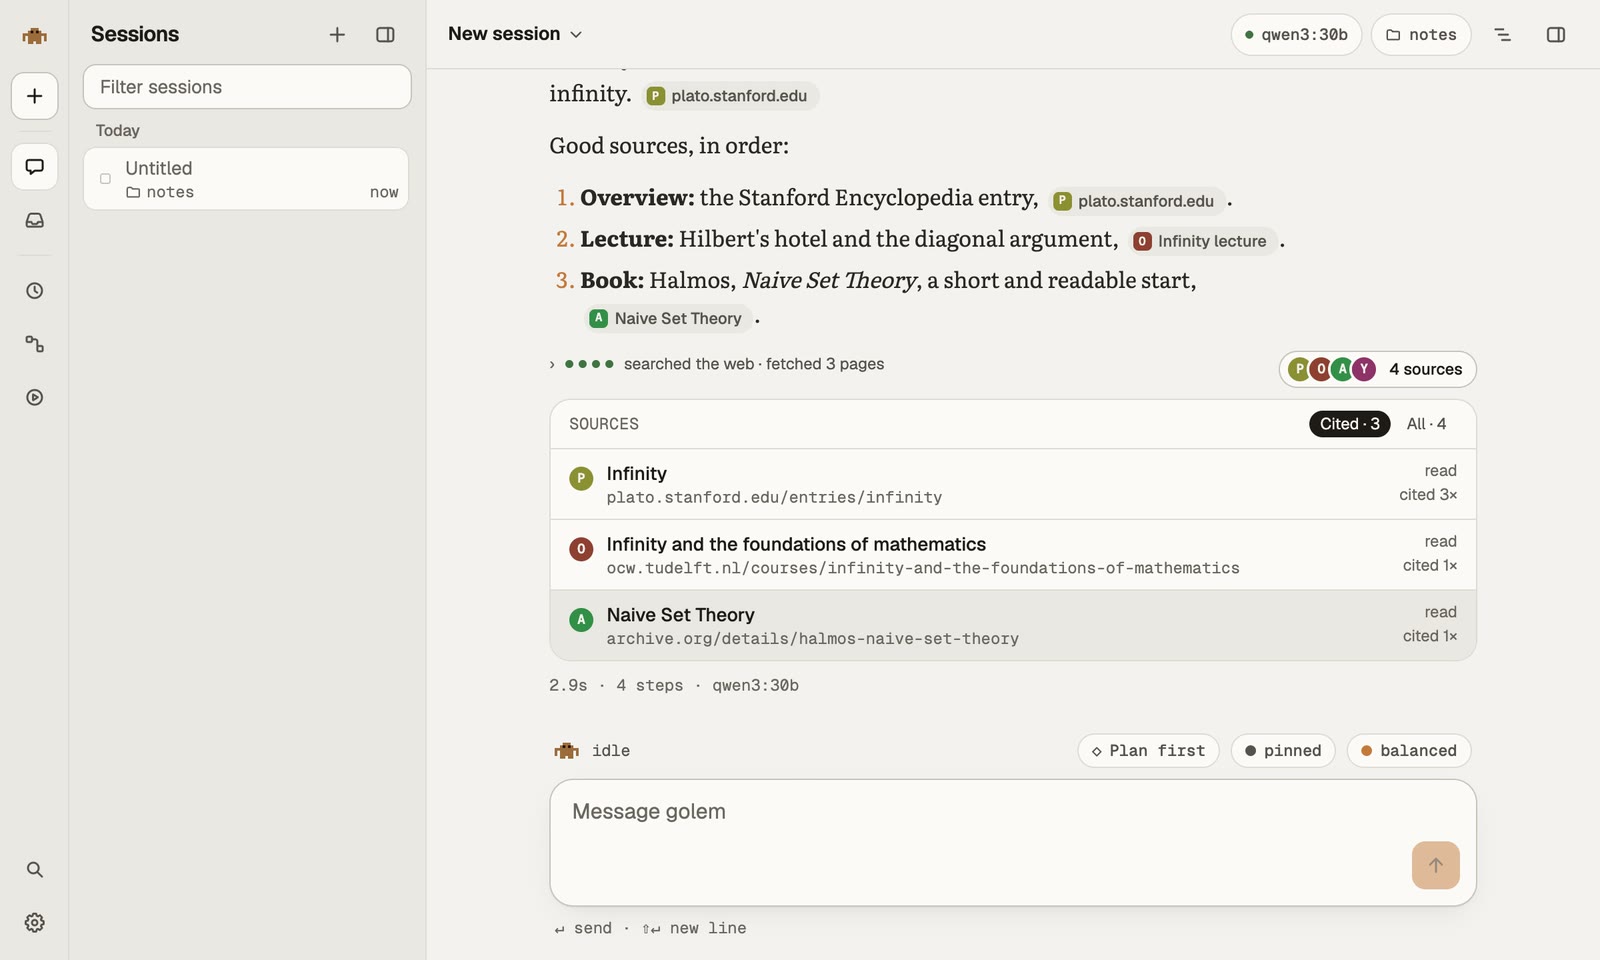 Sessions
Filter sessions
Today
Untitled
notes
now
New session
qwen3:30b
notes
infinity. P plato.stanford.edu
Good sources, in order:
1. Overview: the Stanford Encyclopedia entry, P plato.stanford.edu.
2. Lecture: Hilbert's hotel and the diagonal argument, O Infinity lecture.
3. Book: Halmos, Naive Set Theory, a short and readable start,
A Naive Set Theory.
› searched the web · fetched 3 pages
P O A Y 4 sources
SOURCES
Cited · 3
All · 4
P Infinity
read
plato.stanford.edu/entries/infinity
cited 3×
O Infinity and the foundations of mathematics
read
ocw.tudelft.nl/courses/infinity-and-the-foundations-of-mathematics
cited 1×
A Naive Set Theory
read
archive.org/details/halmos-naive-set-theory
cited 1×
2.9s · 4 steps · qwen3:30b
idle
◇ Plan first
pinned
balanced
Message golem
↵ send · ⇧↵ new line